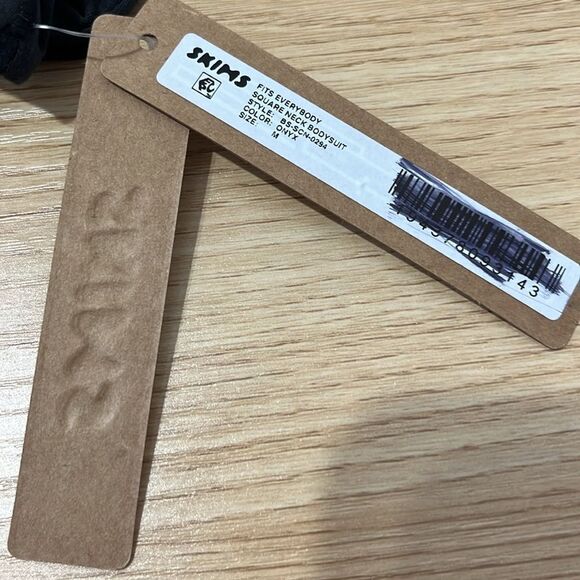 SKIMS
FITS EVERYBODY
SQUARE NECK BODYSUIT
STYLE: BS-SCN-0294
COLOR: ONYX
SIZE: M
43
SKIMS